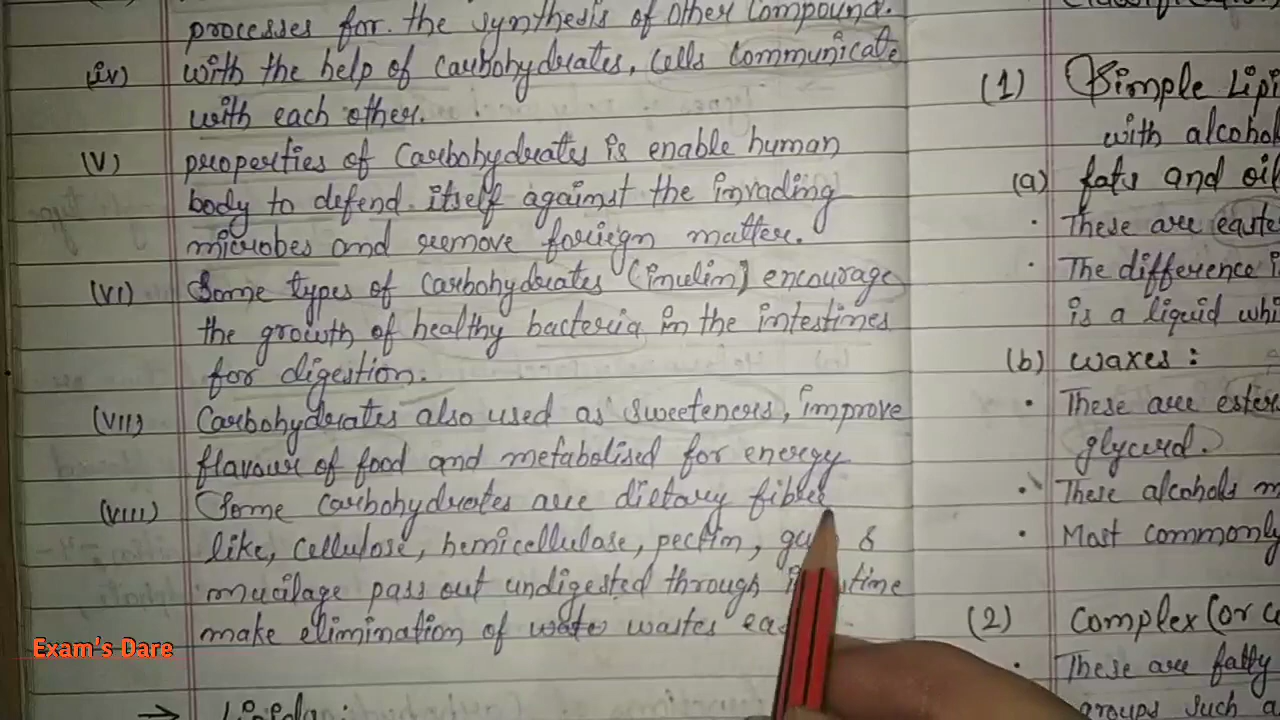 processes for the synthesis of other compound.
(iv) with the help of carbohydrates, cells communicate
with each other.
(v) properties of Carbohydrates is enable human
body to defend itself against the invading
microbes and remove foriegn matter.
(VI) Some types of carbohydrates (inulin) encourage
the growth of healthy bacteria in the intestines
for digestion.
(VII) Carbohydrates also used as sweeteners, improve
flavour of food and metabolised for energy
(VIII) Some carbohydrates are dietary fibre
like, cellulose, hemicellulase, pectin, &
mucilage pass out undigested through
make elimination of wastes
→ Lipids:
(1) Simple Lipi
with alcohol
(a) fats and oil
· These are easte
· The difference i
is a liquid whi
(b) waxes:
· These are ester
glycerol.
· These alcohols m
· Most commonly
(2) Complex (or c
· These are fatty
groups such a
Exam's Dare